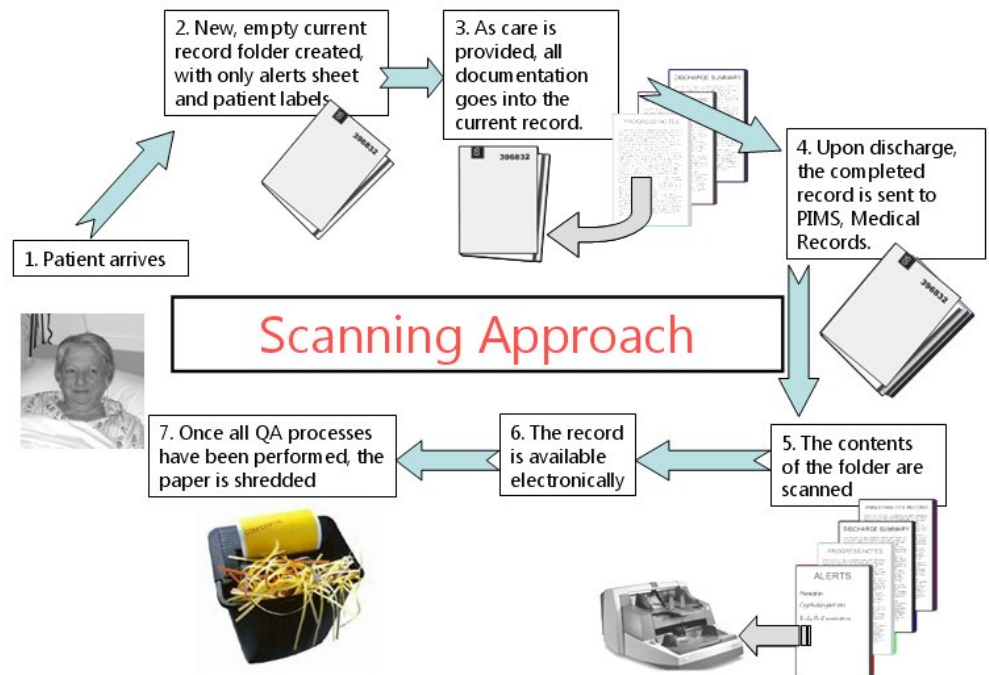 1. Patient arrives
2. New, empty current
record folder created,
with only alerts sheet
and patient labels
396832
3. As care is
provided, all
documentation
goes into the
current record.
396832
DISCHARGE SUMMARY
PROGRESS NOTES
4. Upon discharge,
the completed
record is sent to
PIMS, Medical
Records.
396832
Scanning Approach
5. The contents
of the folder are
scanned
DISCHARGE SUMMARY
PROGRESS NOTES
ALERTS
6. The record
is available
electronically
7. Once all QA processes
have been performed, the
paper is shredded